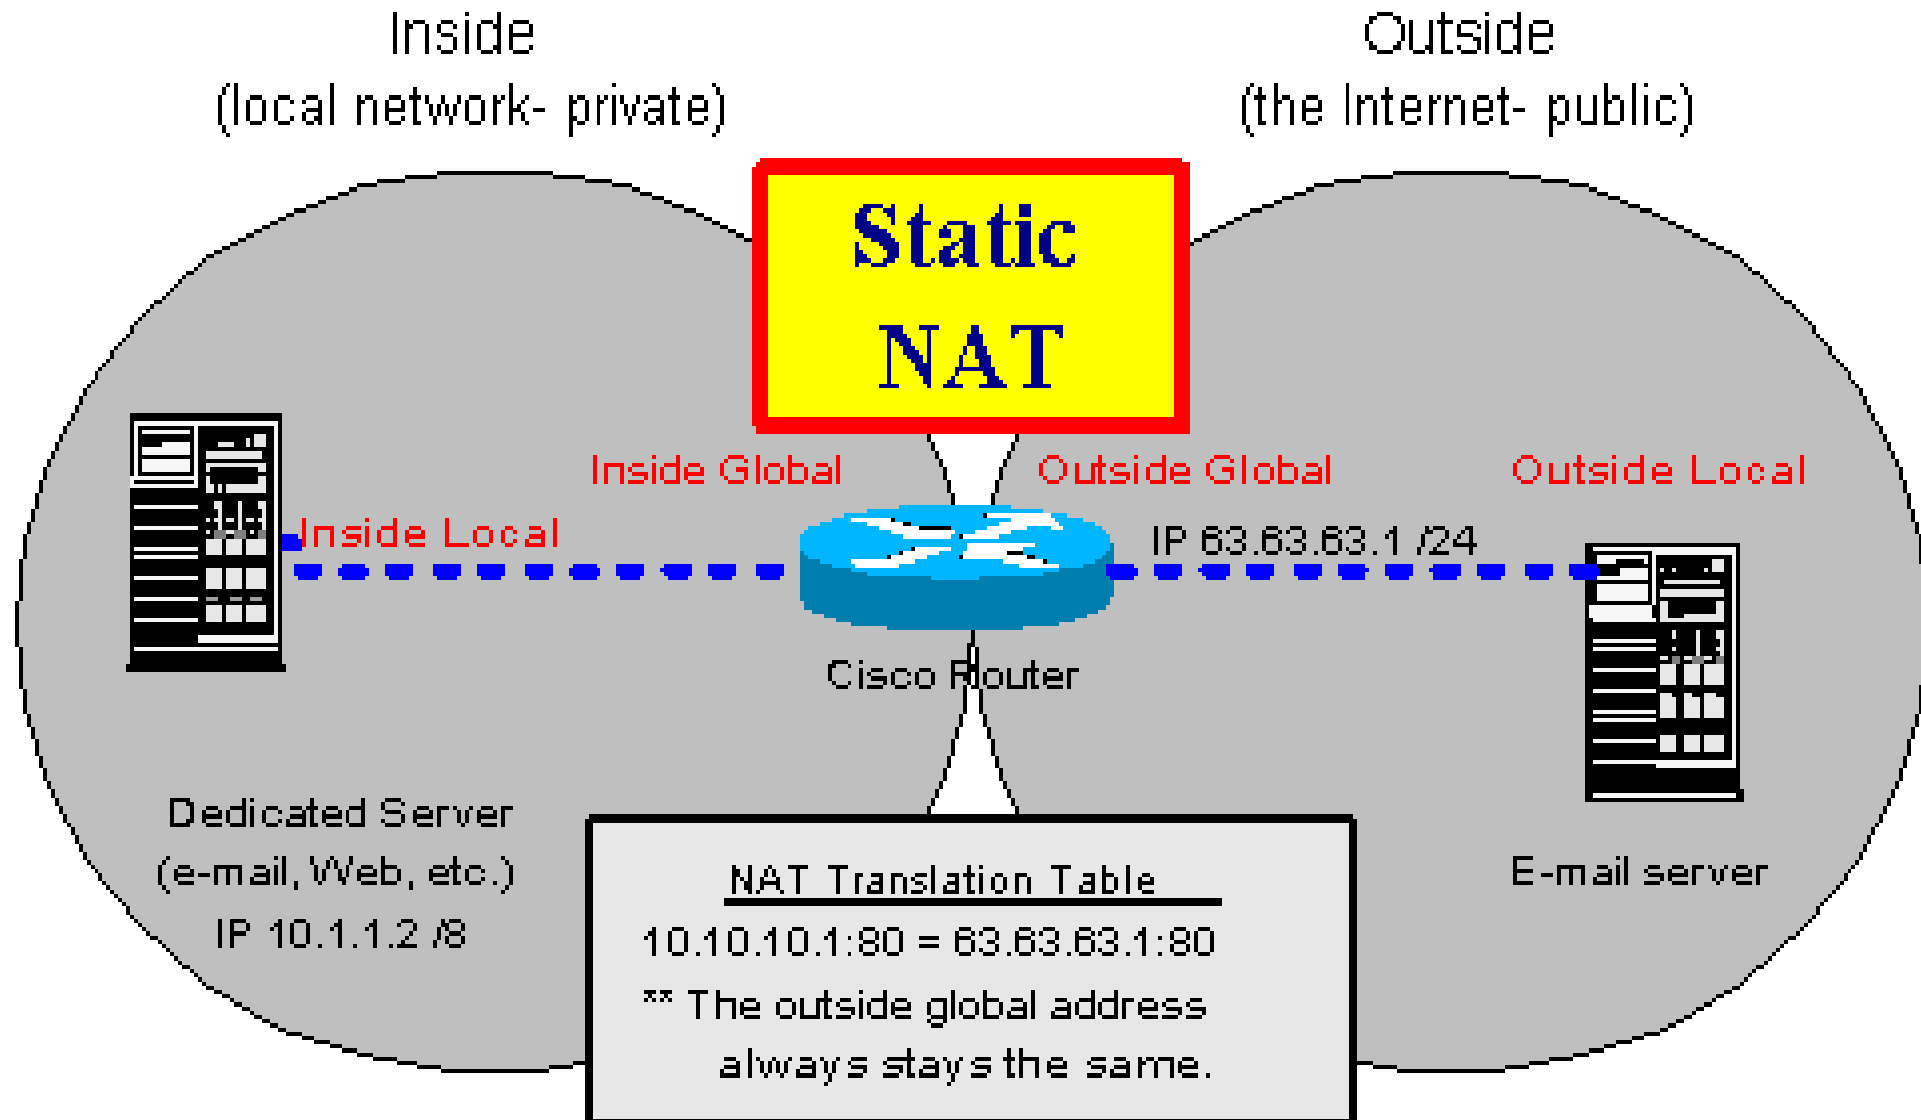 Inside
(local network- private)
Outside
(the Internet- public)
Static
NAT
Inside Global
Outside Global
Outside Local
Inside Local
IP 63.63.63.1 /24
Cisco Router
Dedicated Server
(e-mail, Web, etc.)
IP 10.1.1.2 /8
E-mail server
NAT Translation Table
10.10.10.1:80 = 63.63.63.1:80
** The outside global address
always stays the same.